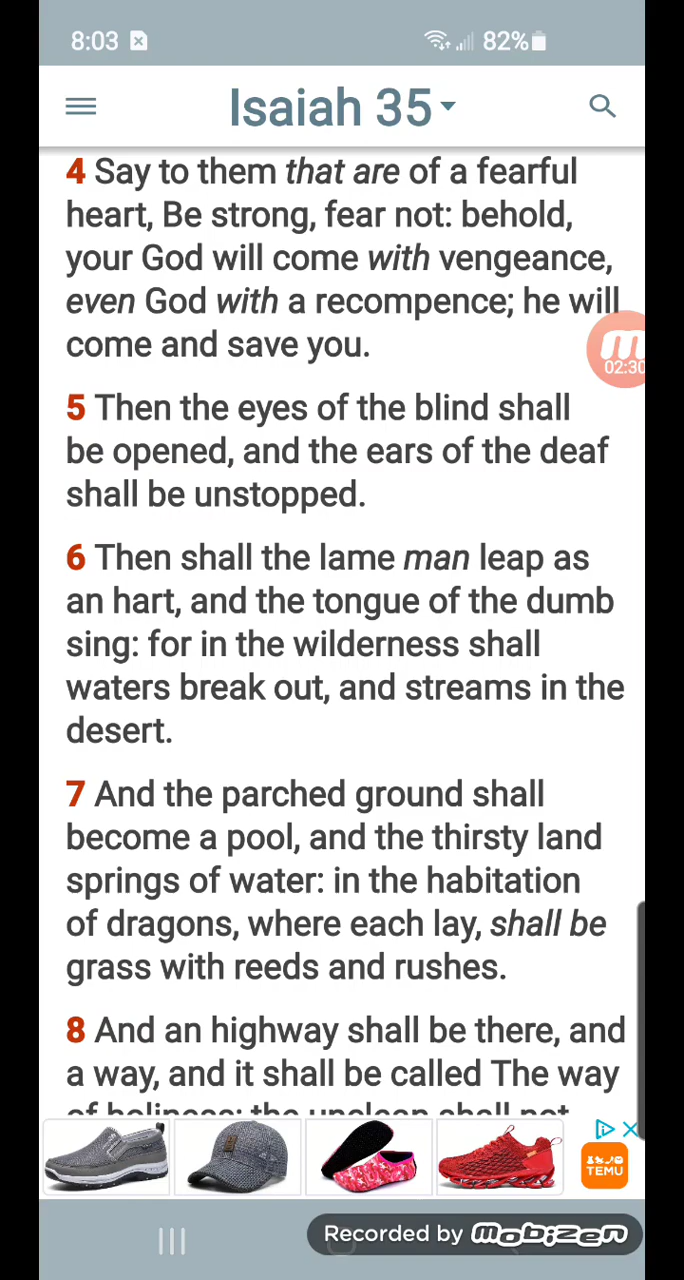 8:03 82%
Isaiah 35
4 Say to them that are of a fearful
heart, Be strong, fear not: behold,
your God will come with vengeance,
even God with a recompence; he will
come and save you.
02:30
5 Then the eyes of the blind shall
be opened, and the ears of the deaf
shall be unstopped.
6 Then shall the lame man leap as
an hart, and the tongue of the dumb
sing: for in the wilderness shall
waters break out, and streams in the
desert.
7 And the parched ground shall
become a pool, and the thirsty land
springs of water: in the habitation
of dragons, where each lay, shall be
grass with reeds and rushes.
8 And an highway shall be there, and
a way, and it shall be called The way
of holiness; the unclean shall not
TEMU
Recorded by mobizen